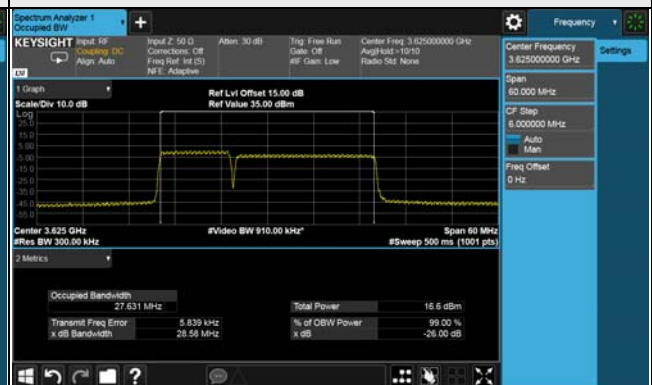 Spectrum Analyzer 1
Occupied BW
Frequency
KEYSIGHT
Input: RF
Coupling: DC
Align: Auto
Input Z: 50 Ω
Corrections: Off
Freq Ref: Int (S)
NFE: Adaptive
Atten: 30 dB
Trig: Free Run
Gate: Off
#IF Gain: Low
Center Freq: 3.625000000 GHz
Avg|Hold:>10/10
Radio Std: None
Center Frequency
3.625000000 GHz
Settings
Span
60.000 MHz
CF Step
6.000000 MHz
Auto
Man
Freq Offset
0 Hz
1 Graph
Scale/Div 10.0 dB
Ref Lvl Offset 15.00 dB
Ref Value 35.00 dBm
Log
25.0
15.0
5.00
-5.00
-15.0
-25.0
-35.0
-45.0
-55.0
Center 3.625 GHz
#Res BW 300.00 kHz
#Video BW 910.00 kHz*
Span 60 MHz
#Sweep 500 ms (1001 pts)
2 Metrics
Occupied Bandwidth
27.631 MHz
Total Power
16.6 dBm
Transmit Freq Error
5.839 kHz
% of OBW Power
99.00 %
x dB Bandwidth
28.58 MHz
x dB
-26.00 dB
?